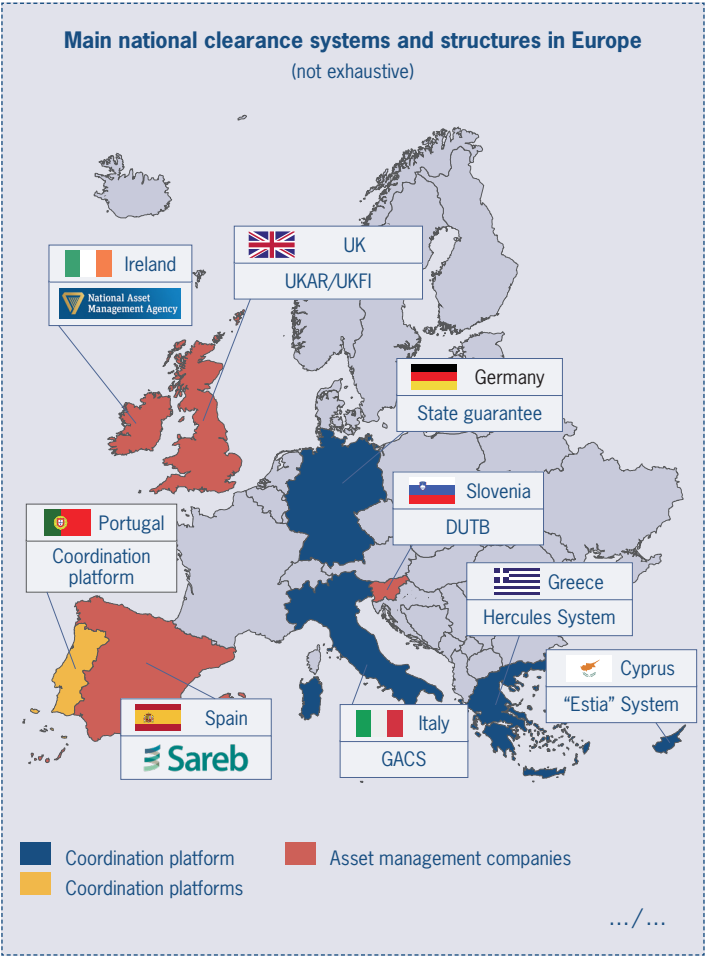 Main national clearance systems and structures in Europe
(not exhaustive)
UK
UKAR/UKFI
Ireland
National Asset
Management Agency
Germany
State guarantee
Slovenia
DUTB
Portugal
Coordination
platform
Greece
Hercules System
Cyprus
“Estia” System
Spain
Sareb
Italy
GACS
Coordination platform
Asset management companies
Coordination platforms
.../...